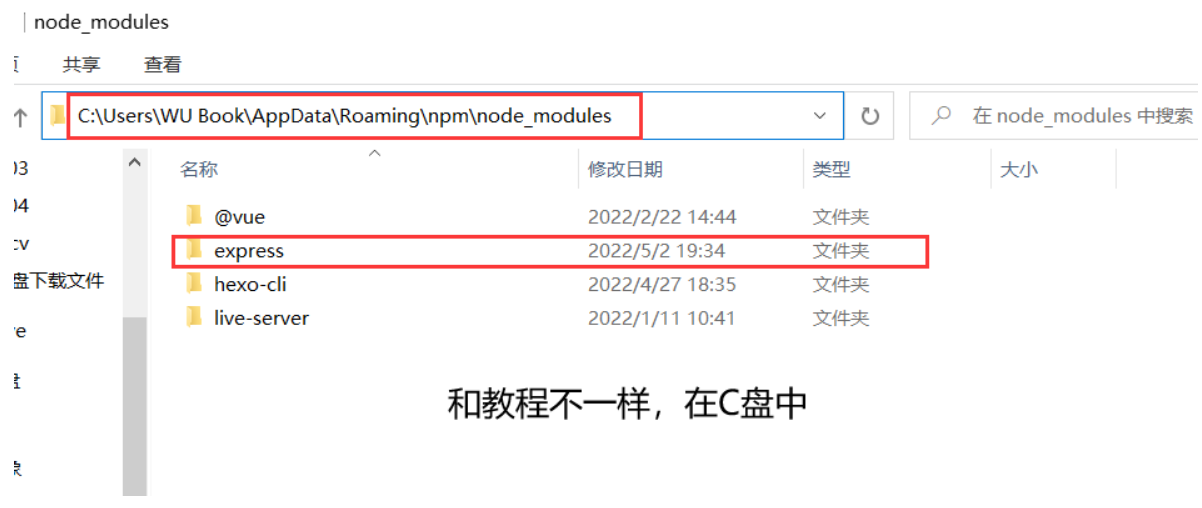 node_modules
共享 查看
C:\Users\WU Book\AppData\Roaming\npm\node_modules
在 node_modules 中搜索
03
名称 修改日期 类型 大小
04
@vue 2022/2/22 14:44 文件夹
cv
express 2022/5/2 19:34 文件夹
盘下载文件
hexo-cli 2022/4/27 18:35 文件夹
live-server 2022/1/11 10:41 文件夹
盘
和教程不一样，在C盘中
象